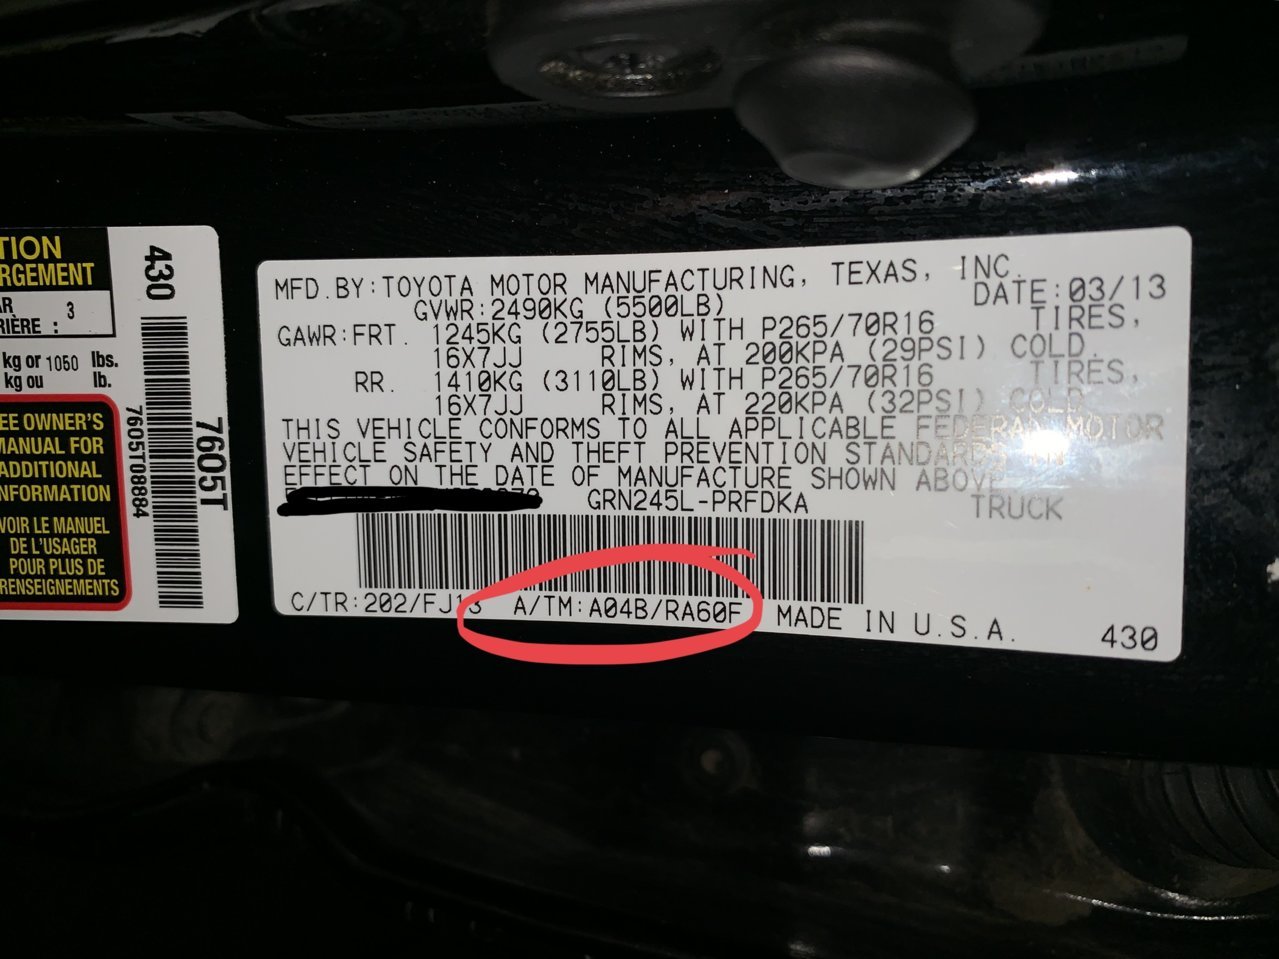 TION
RGEMENT
AR 3
RIÈRE :
kg or 1050 lbs.
kg ou lb.
EE OWNER'S
MANUAL FOR
ADDITIONAL
NFORMATION
VOIR LE MANUEL
DE L'USAGER
POUR PLUS DE
RENSEIGNEMENTS
430
7605T08884
7605T
MFD.BY:TOYOTA MOTOR MANUFACTURING, TEXAS, INC.
GVWR:2490KG (5500LB) DATE:03/13
GAWR:FRT. 1245KG (2755LB) WITH P265/70R16 TIRES,
16X7JJ RIMS, AT 200KPA (29PSI) COLD.
RR. 1410KG (3110LB) WITH P265/70R16 TIRES,
16X7JJ RIMS, AT 220KPA (32PSI) COLD
THIS VEHICLE CONFORMS TO ALL APPLICABLE FEDERAL MOTOR
VEHICLE SAFETY AND THEFT PREVENTION STANDARDS IN
EFFECT ON THE DATE OF MANUFACTURE SHOWN ABOVE
GRN245L-PRFDKA TRUCK
C/TR:202/FJ13 A/TM:A04B/RA60F MADE IN U.S.A.
430